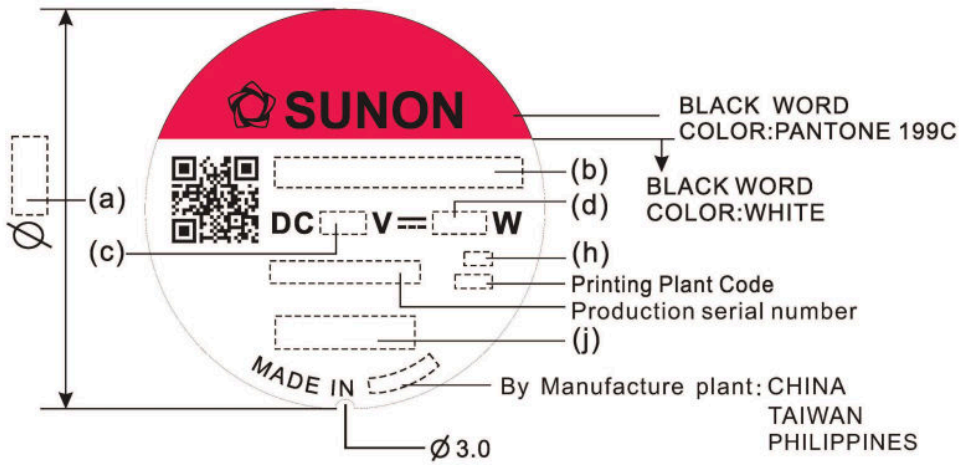 SUNON
BLACK WORD
COLOR:PANTONE 199C
BLACK WORD
COLOR:WHITE
(a)
Ø
(b)
(d)
DC V⎓ W
(c)
(h)
Printing Plant Code
Production serial number
(j)
MADE IN
By Manufacture plant: CHINA
TAIWAN
PHILIPPINES
Ø3.0